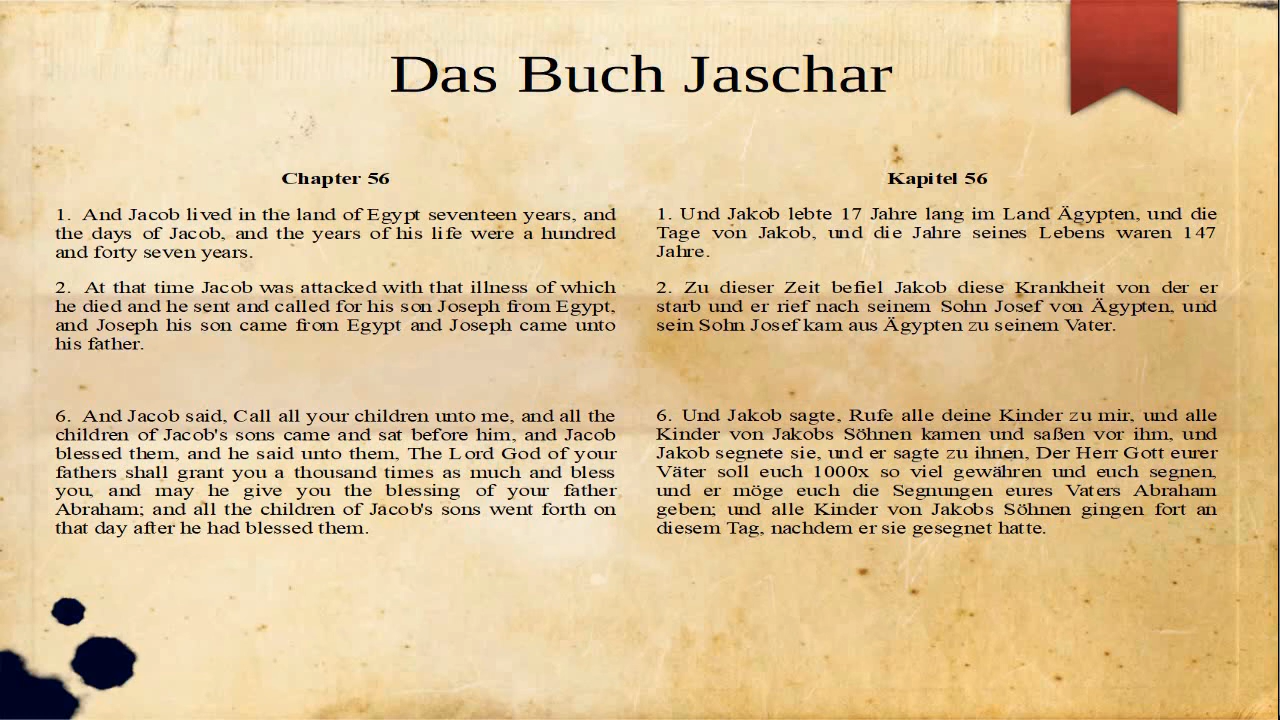 Das Buch Jaschar
Chapter 56
1. And Jacob lived in the land of Egypt seventeen years, and
the days of Jacob, and the years of his life were a hundred
and forty seven years.
2. At that time Jacob was attacked with that illness of which
he died and he sent and called for his son Joseph from Egypt,
and Joseph his son came from Egypt and Joseph came unto
his father.
6. And Jacob said, Call all your children unto me, and all the
children of Jacob's sons came and sat before him, and Jacob
blessed them, and he said unto them, The Lord God of your
fathers shall grant you a thousand times as much and bless
you, and may he give you the blessing of your father
Abraham; and all the children of Jacob's sons went forth on
that day after he had blessed them.
Kapitel 56
1. Und Jakob lebte 17 Jahre lang im Land Ägypten, und die
Tage von Jakob, und die Jahre seines Lebens waren 147
Jahre.
2. Zu dieser Zeit befiel Jakob diese Krankheit von der er
starb und er rief nach seinem Sohn Josef von Ägypten, und
sein Sohn Josef kam aus Ägypten zu seinem Vater.
6. Und Jakob sagte, Rufe alle deine Kinder zu mir, und alle
Kinder von Jakobs Söhnen kamen und saßen vor ihm, und
Jakob segnete sie, und er sagte zu ihnen, Der Herr Gott eurer
Väter soll euch 1000x so viel gewähren und euch segnen,
und er möge euch die Segnungen eures Vaters Abraham
geben; und alle Kinder von Jakobs Söhnen gingen fort an
diesem Tag, nachdem er sie gesegnet hatte.